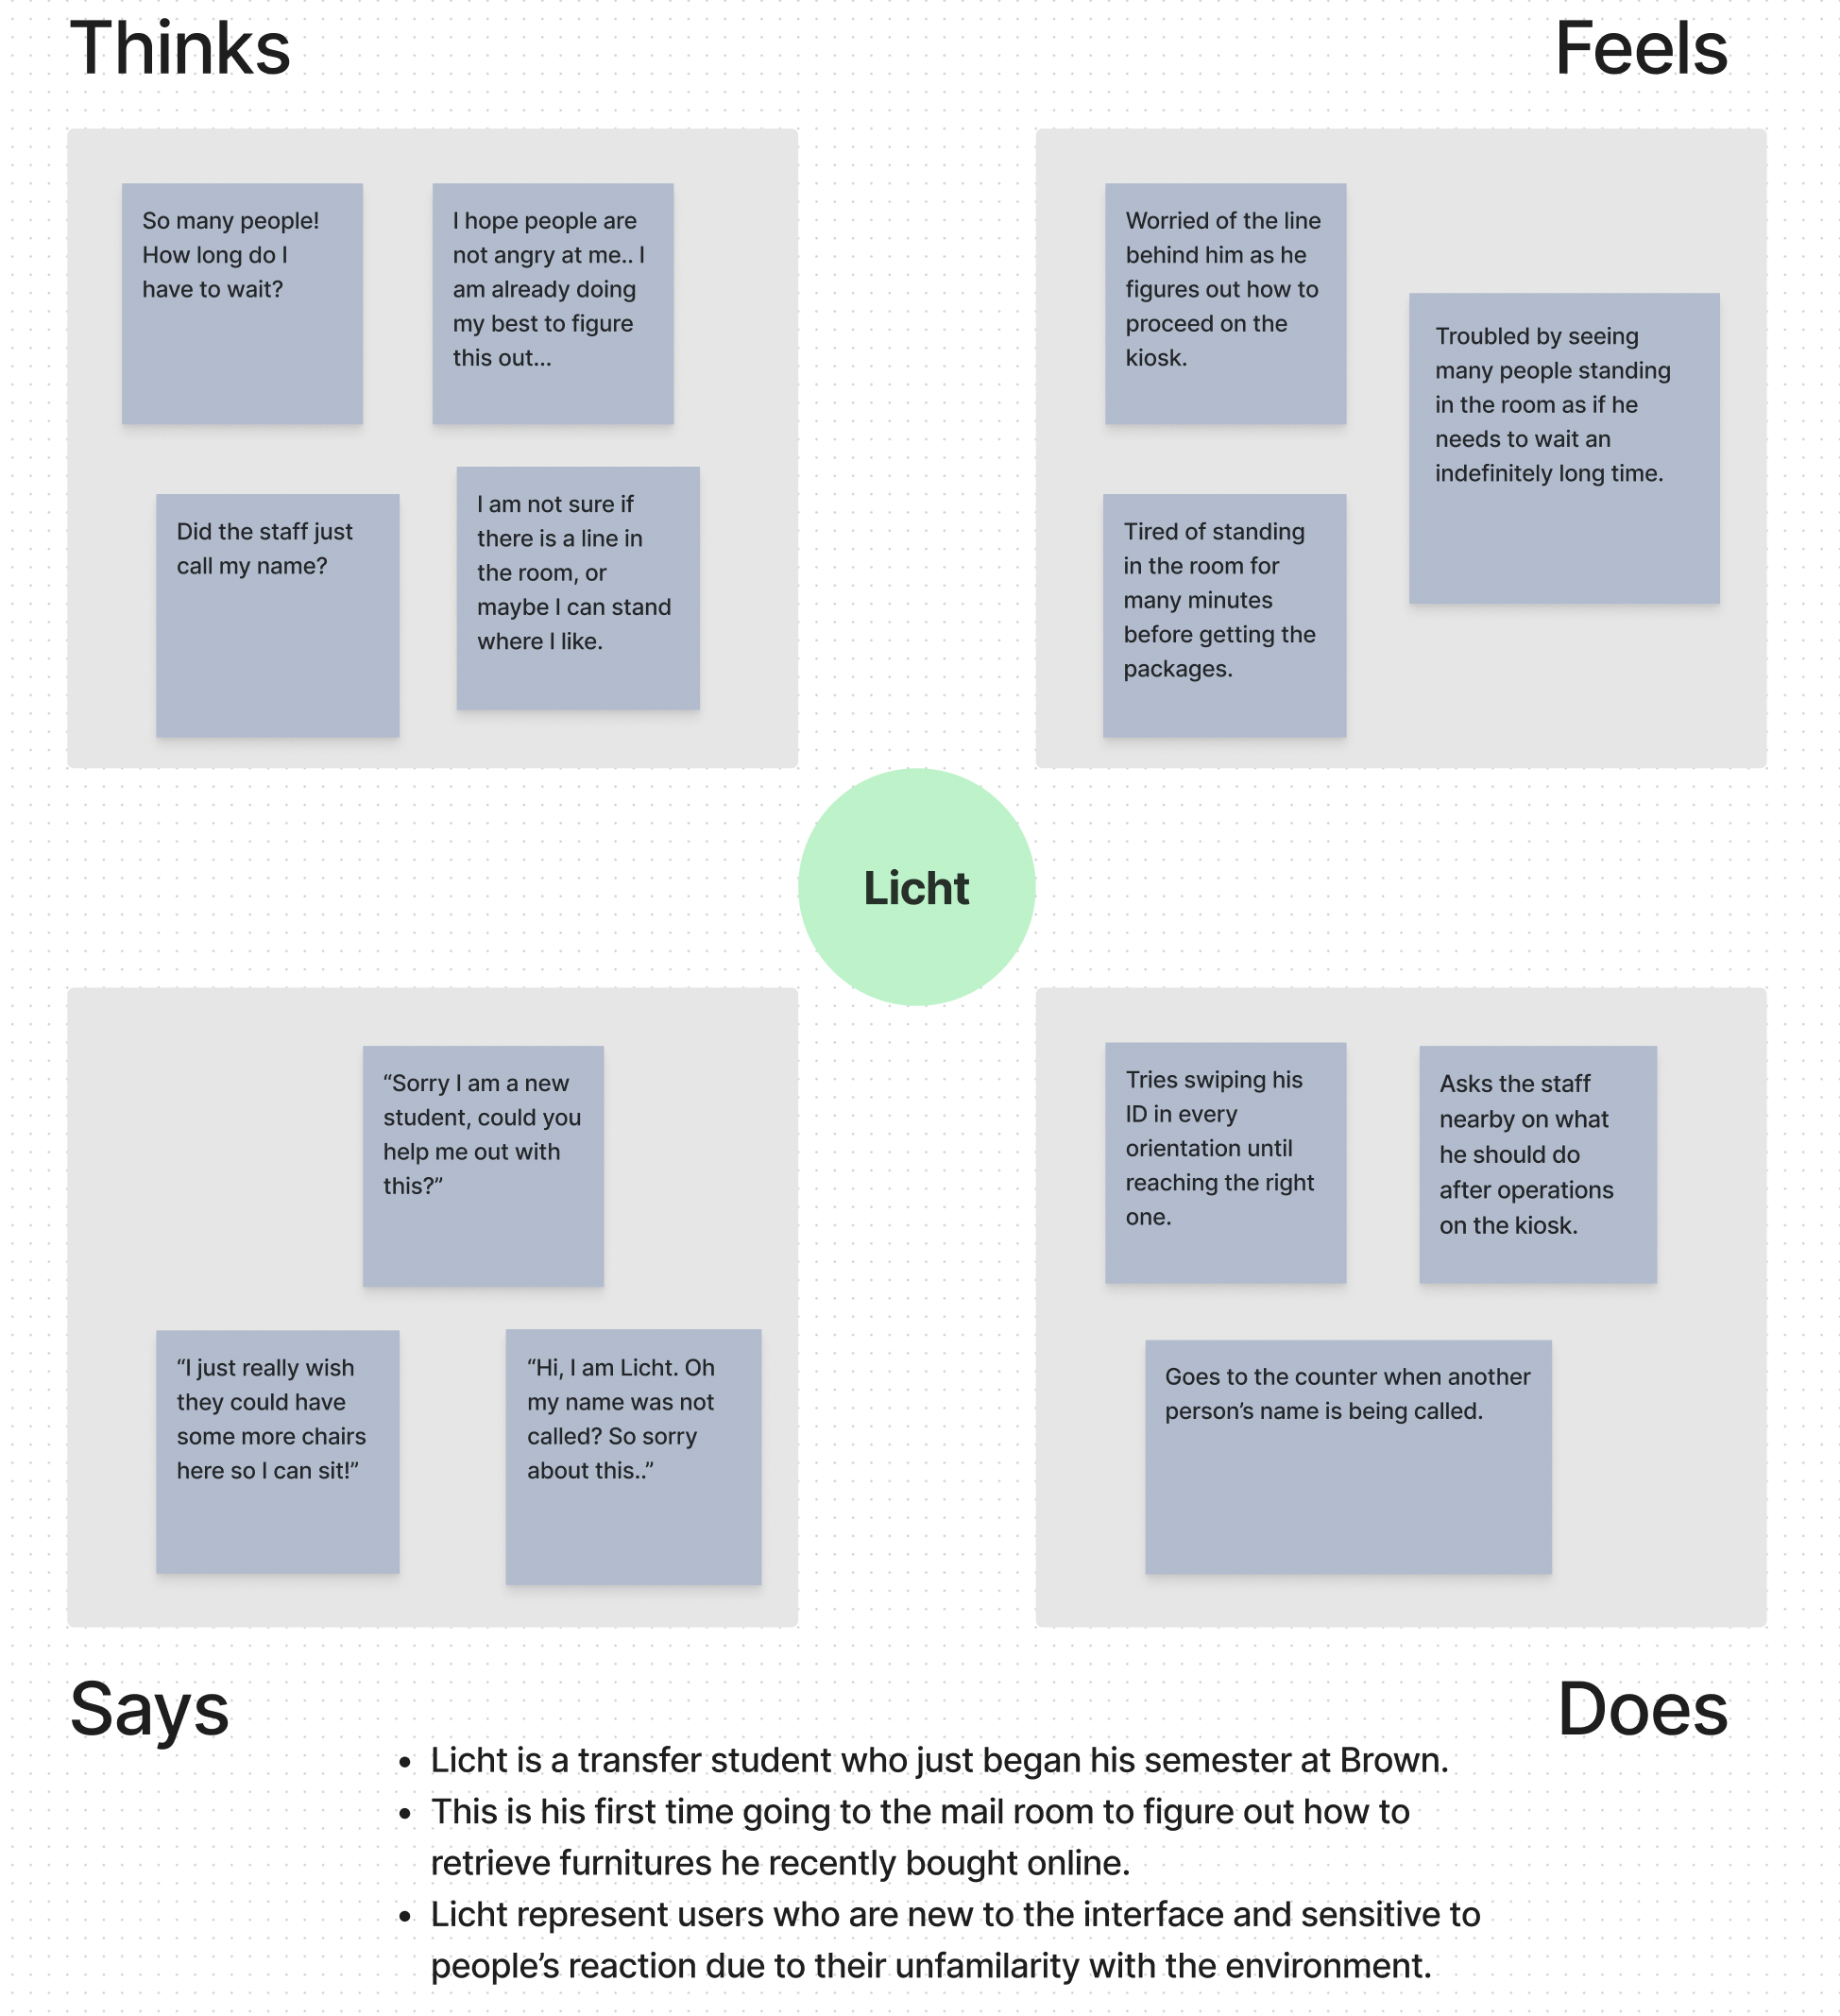 Thinks
Feels
So many people!
How long do I
have to wait?
I hope people are
not angry at me.. I
am already doing
my best to figure
this out...
Did the staff just
call my name?
I am not sure if
there is a line in
the room, or
maybe I can stand
where I like.
Worried of the line
behind him as he
figures out how to
proceed on the
kiosk.
Troubled by seeing
many people standing
in the room as if he
needs to wait an
indefinitely long time.
Tired of standing
in the room for
many minutes
before getting the
packages.
Licht
“Sorry I am a new
student, could you
help me out with
this?”
“I just really wish
they could have
some more chairs
here so I can sit!”
“Hi, I am Licht. Oh
my name was not
called? So sorry
about this..”
Tries swiping his
ID in every
orientation until
reaching the right
one.
Asks the staff
nearby on what
he should do
after operations
on the kiosk.
Goes to the counter when another
person’s name is being called.
Says
Does
• Licht is a transfer student who just began his semester at Brown.
• This is his first time going to the mail room to figure out how to
retrieve furnitures he recently bought online.
• Licht represent users who are new to the interface and sensitive to
people’s reaction due to their unfamilarity with the environment.